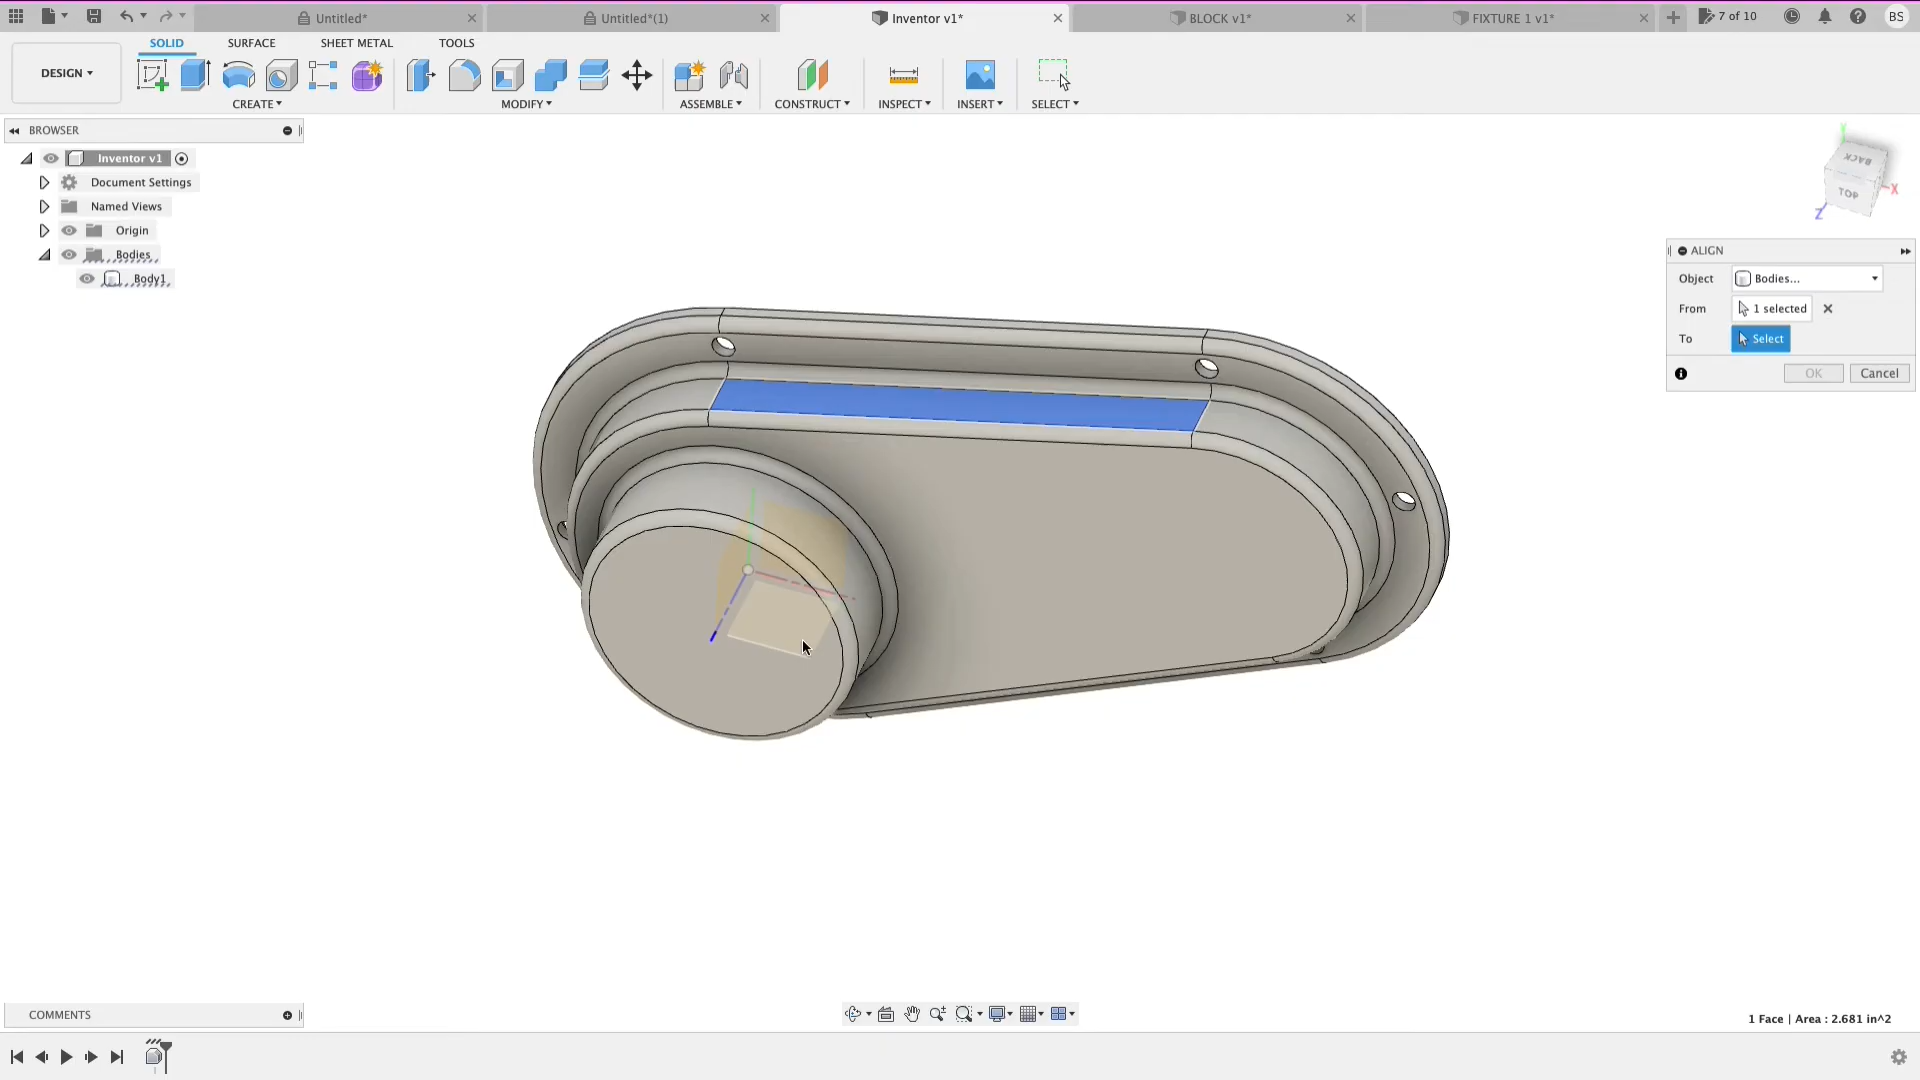 Untitled*
Untitled*(1)
Inventor v1*
BLOCK v1*
FIXTURE 1 v1*
7 of 10
BS
DESIGN
SOLID
SURFACE
SHEET METAL
TOOLS
CREATE
MODIFY
ASSEMBLE
CONSTRUCT
INSPECT
INSERT
SELECT
BROWSER
Inventor v1
Document Settings
Named Views
Origin
Bodies
Body1
Y
BACK
TOP
X
Z
ALIGN
Object
Bodies...
From
1 selected
To
Select
OK
Cancel
COMMENTS
1 Face | Area : 2.681 in^2